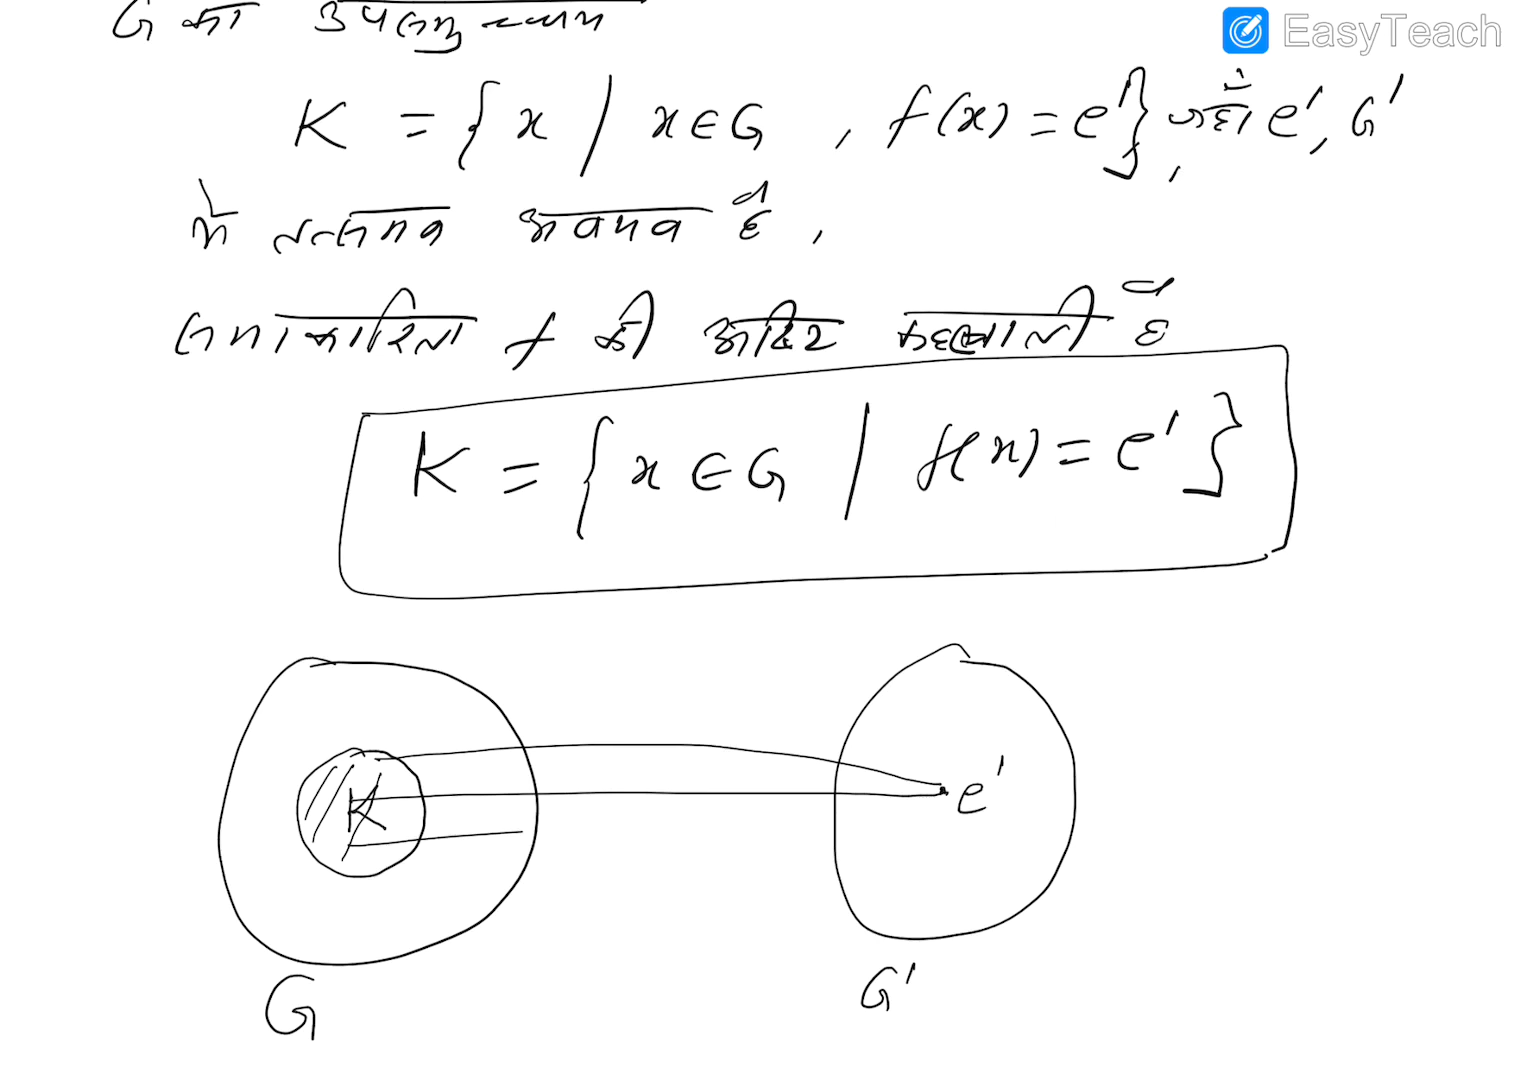 G का उपसमुच्चय
EasyTeach
K = { x / x ∈ G , f(x) = e' }, जहाँ e', G'
में तत्समक अवयव है ,
समाकारिता f की अष्टि कहलाती है
K = { x ∈ G | f(x) = e' }
K
e'
G
G'